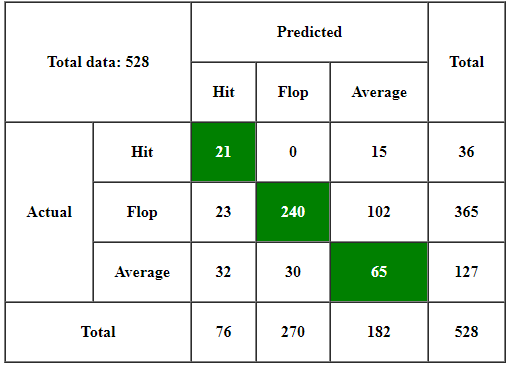 Total data: 528 Predicted Total
Hit Flop Average
Actual Hit 21 0 15 36
Flop 23 240 102 365
Average 32 30 65 127
Total 76 270 182 528